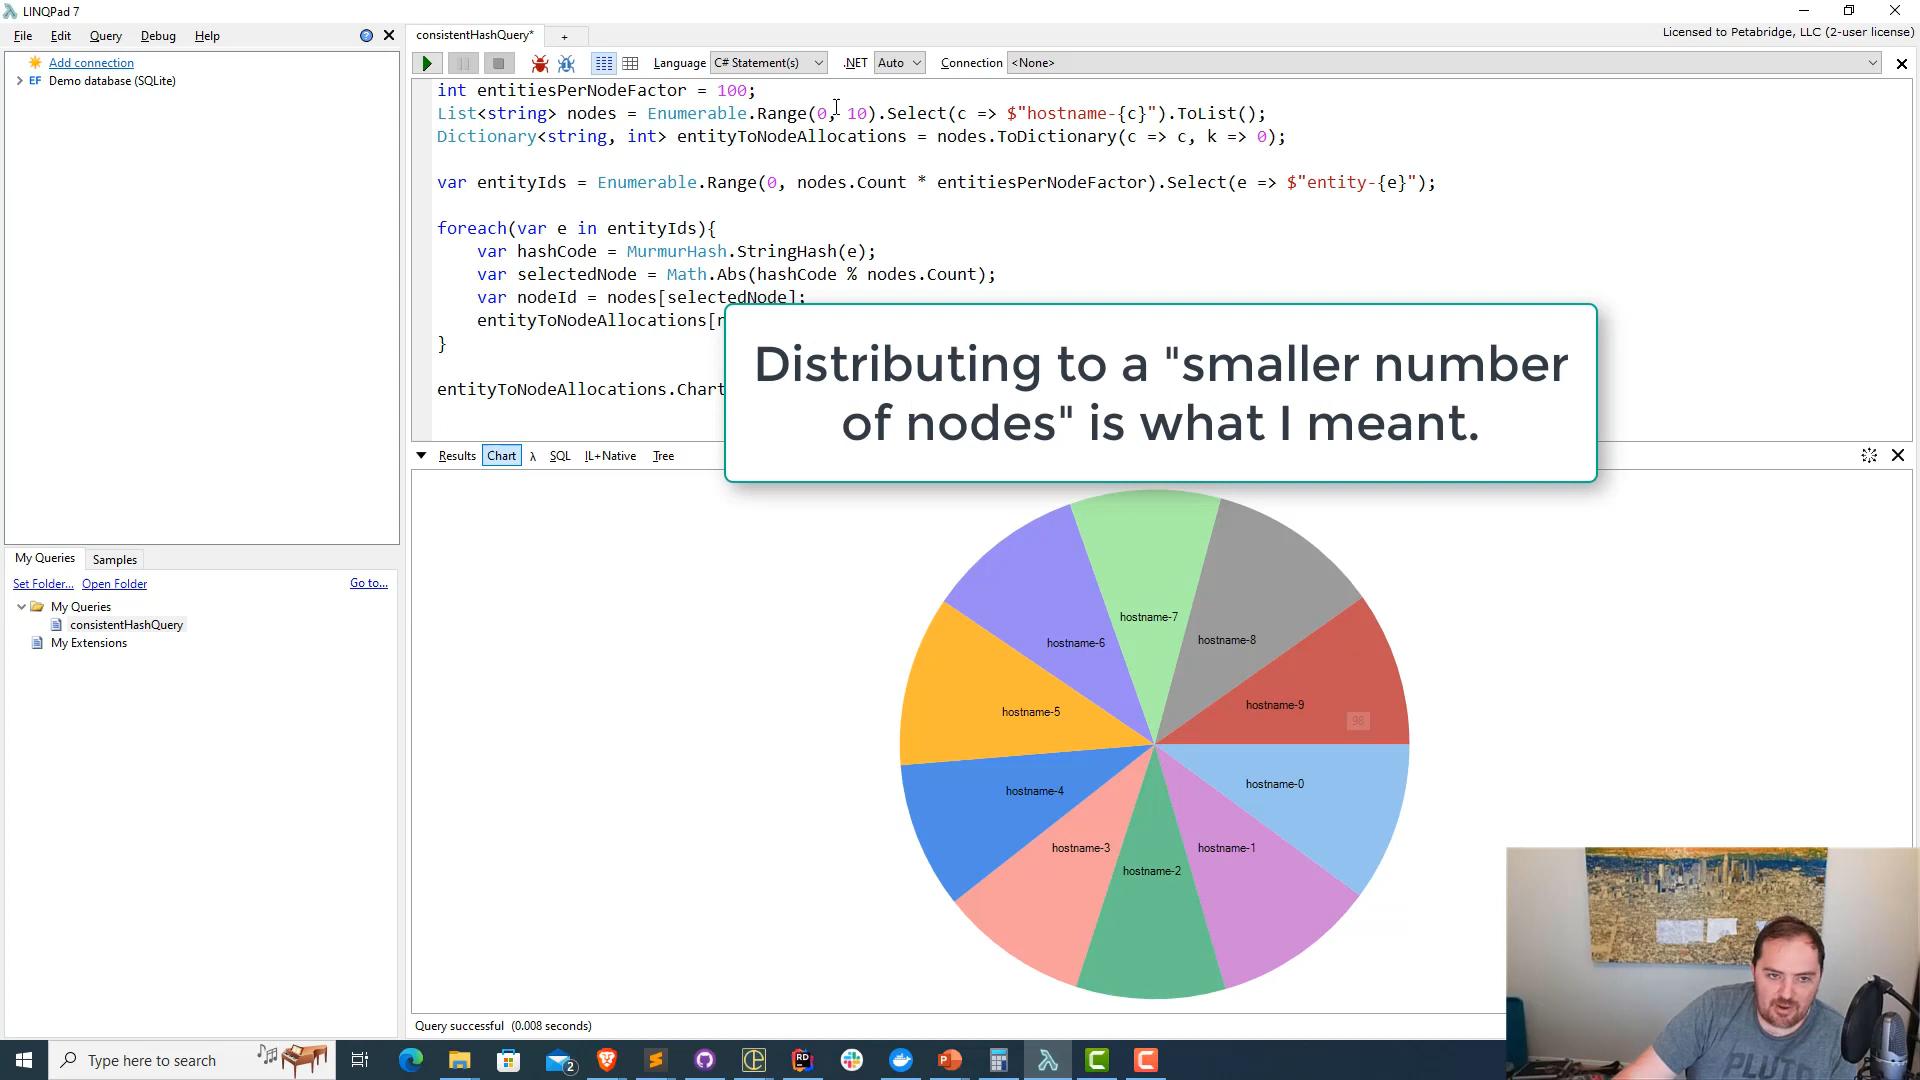 LINQPad 7
File Edit Query Debug Help
consistentHashQuery*
+
Licensed to Petabridge, LLC (2-user license)
Language C# Statement(s) .NET Auto Connection <None>
Add connection
EF Demo database (SQLite)
int entitiesPerNodeFactor = 100;
List<string> nodes = Enumerable.Range(0, 10).Select(c => $"hostname-{c}").ToList();
Dictionary<string, int> entityToNodeAllocations = nodes.ToDictionary(c => c, k => 0);
var entityIds = Enumerable.Range(0, nodes.Count * entitiesPerNodeFactor).Select(e => $"entity-{e}");
foreach(var e in entityIds){
var hashCode = MurmurHash.StringHash(e);
var selectedNode = Math.Abs(hashCode % nodes.Count);
var nodeId = nodes[selectedNode];
entityToNodeAllocations[
}
entityToNodeAllocations.Chart
Distributing to a "smaller number
of nodes" is what I meant.
Results Chart λ SQL IL+Native Tree
My Queries Samples
Set Folder... Open Folder Go to...
My Queries
consistentHashQuery
My Extensions
hostname-7
hostname-8
hostname-6
hostname-9
hostname-5
98
hostname-0
hostname-4
hostname-3
hostname-1
hostname-2
Query successful (0.008 seconds)
Type here to search
2
RD
PLUTO